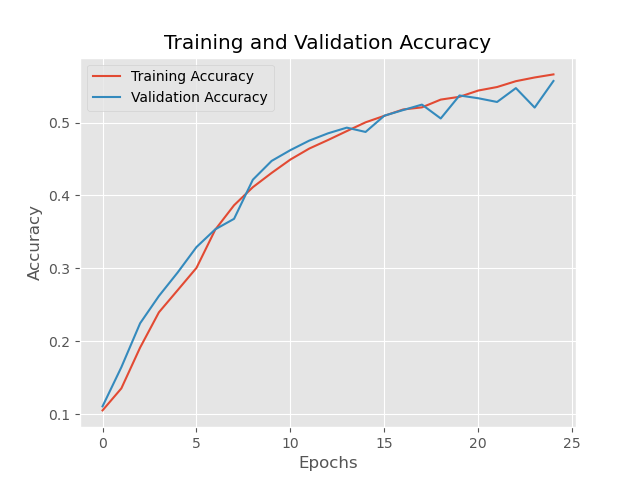 Training and Validation Accuracy
Training Accuracy
Validation Accuracy
0.5
0.4
0.3
0.2
0.1
Accuracy
0 5 10 15 20 25
Epochs